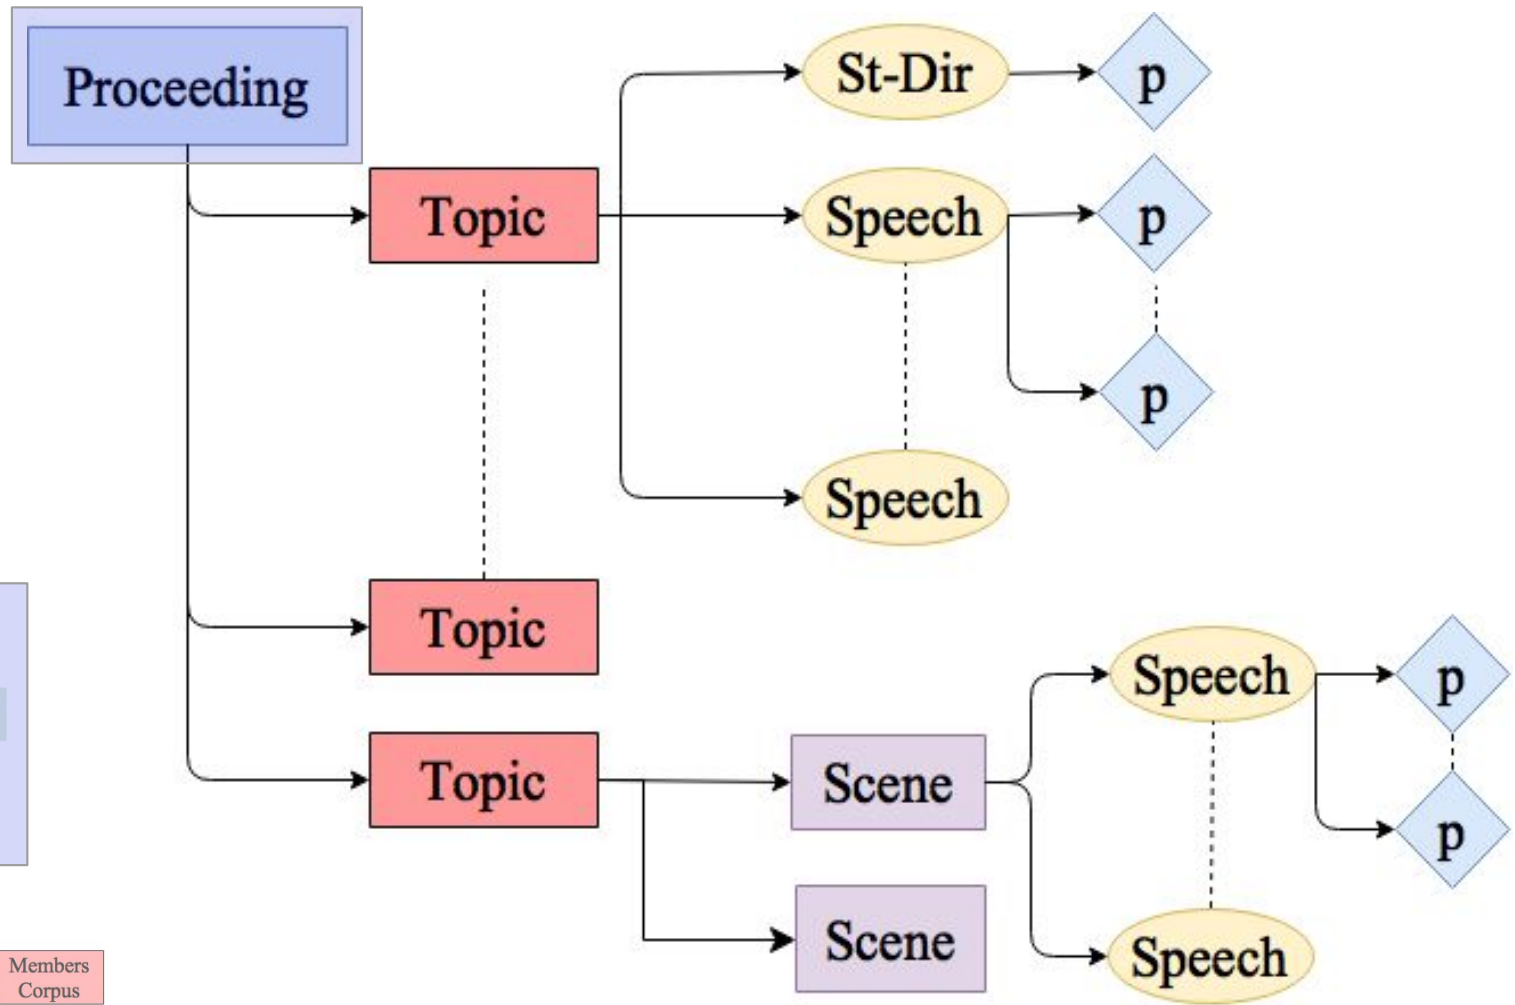 Proceeding
St-Dir
p
Topic
Speech
p
p
Speech
Topic
Speech
p
Topic
Scene
p
Scene
Speech
Members
Corpus